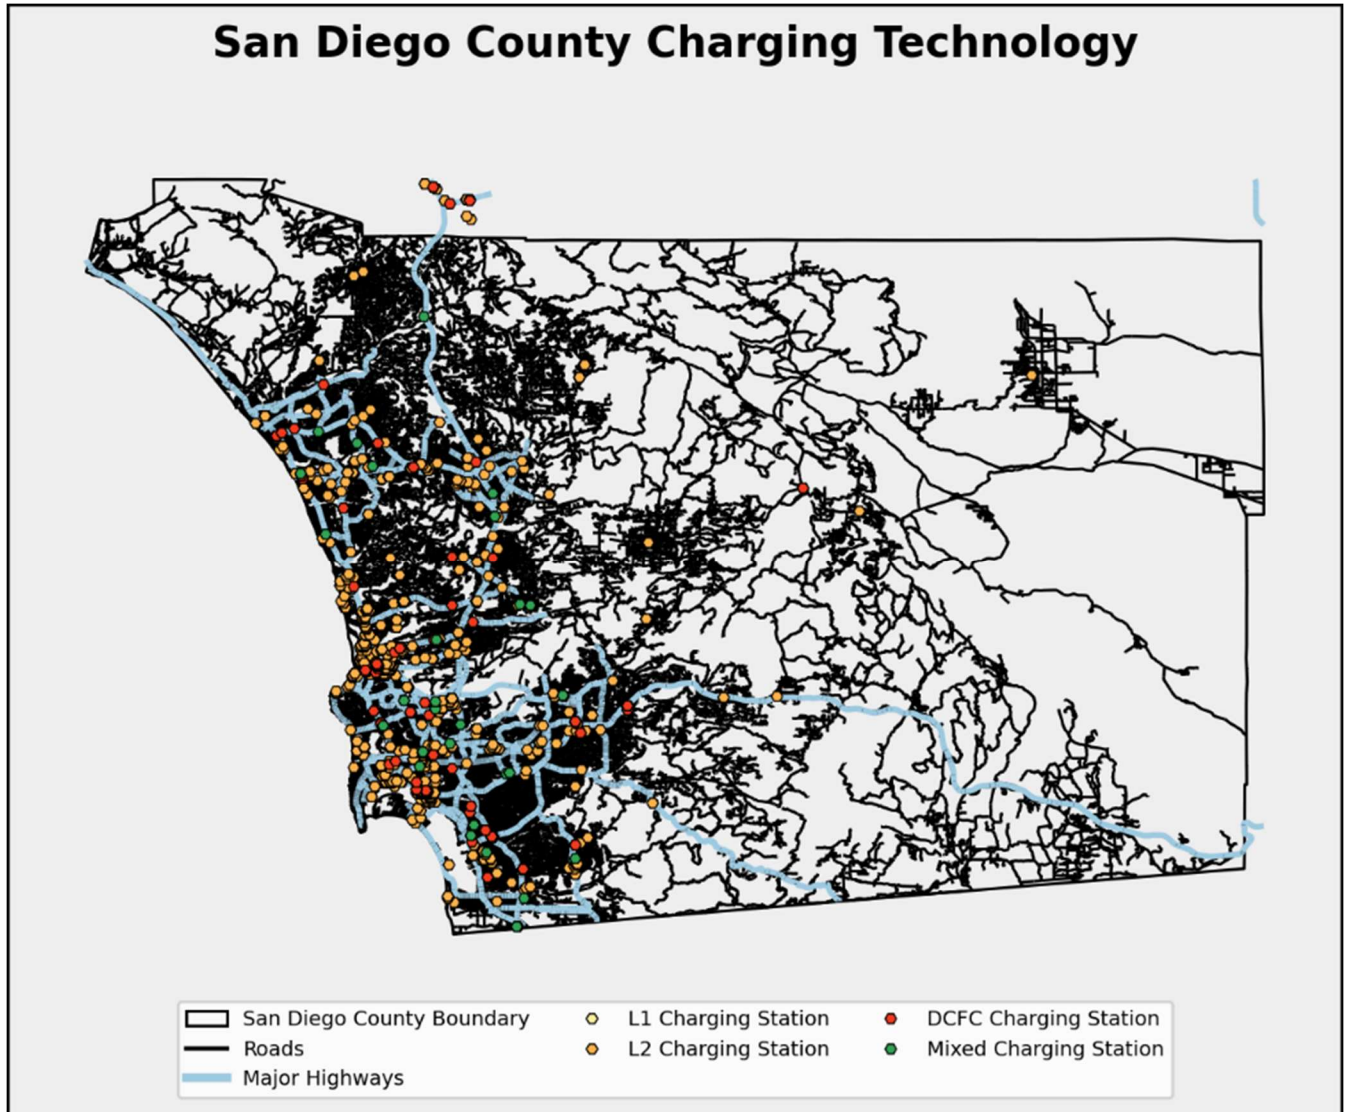 San Diego County Charging Technology
San Diego County Boundary
Roads
Major Highways
L1 Charging Station
L2 Charging Station
DCFC Charging Station
Mixed Charging Station